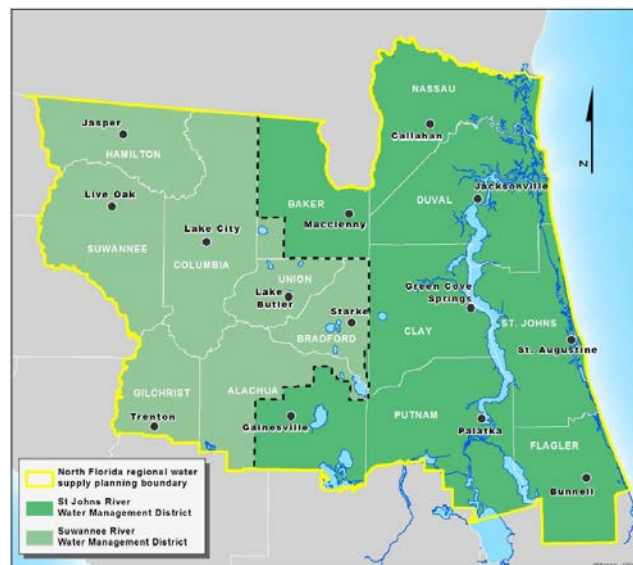 NASSAU
Callahan
Jasper
HAMILTON
Jacksonville
DUVAL
BAKER
Macclenny
Live Oak
SUWANNEE
Lake City
COLUMBIA
UNION
Lake
Butler
Starke
BRADFORD
Green Cove
Springs
CLAY
ST. JOHNS
St. Augustine
GILCHRIST
Trenton
ALACHUA
Gainesville
PUTNAM
Palatka
FLAGLER
Bunnell
Z
North Florida regional water
supply planning boundary
St Johns River
Water Management District
Suwannee River
Water Management District